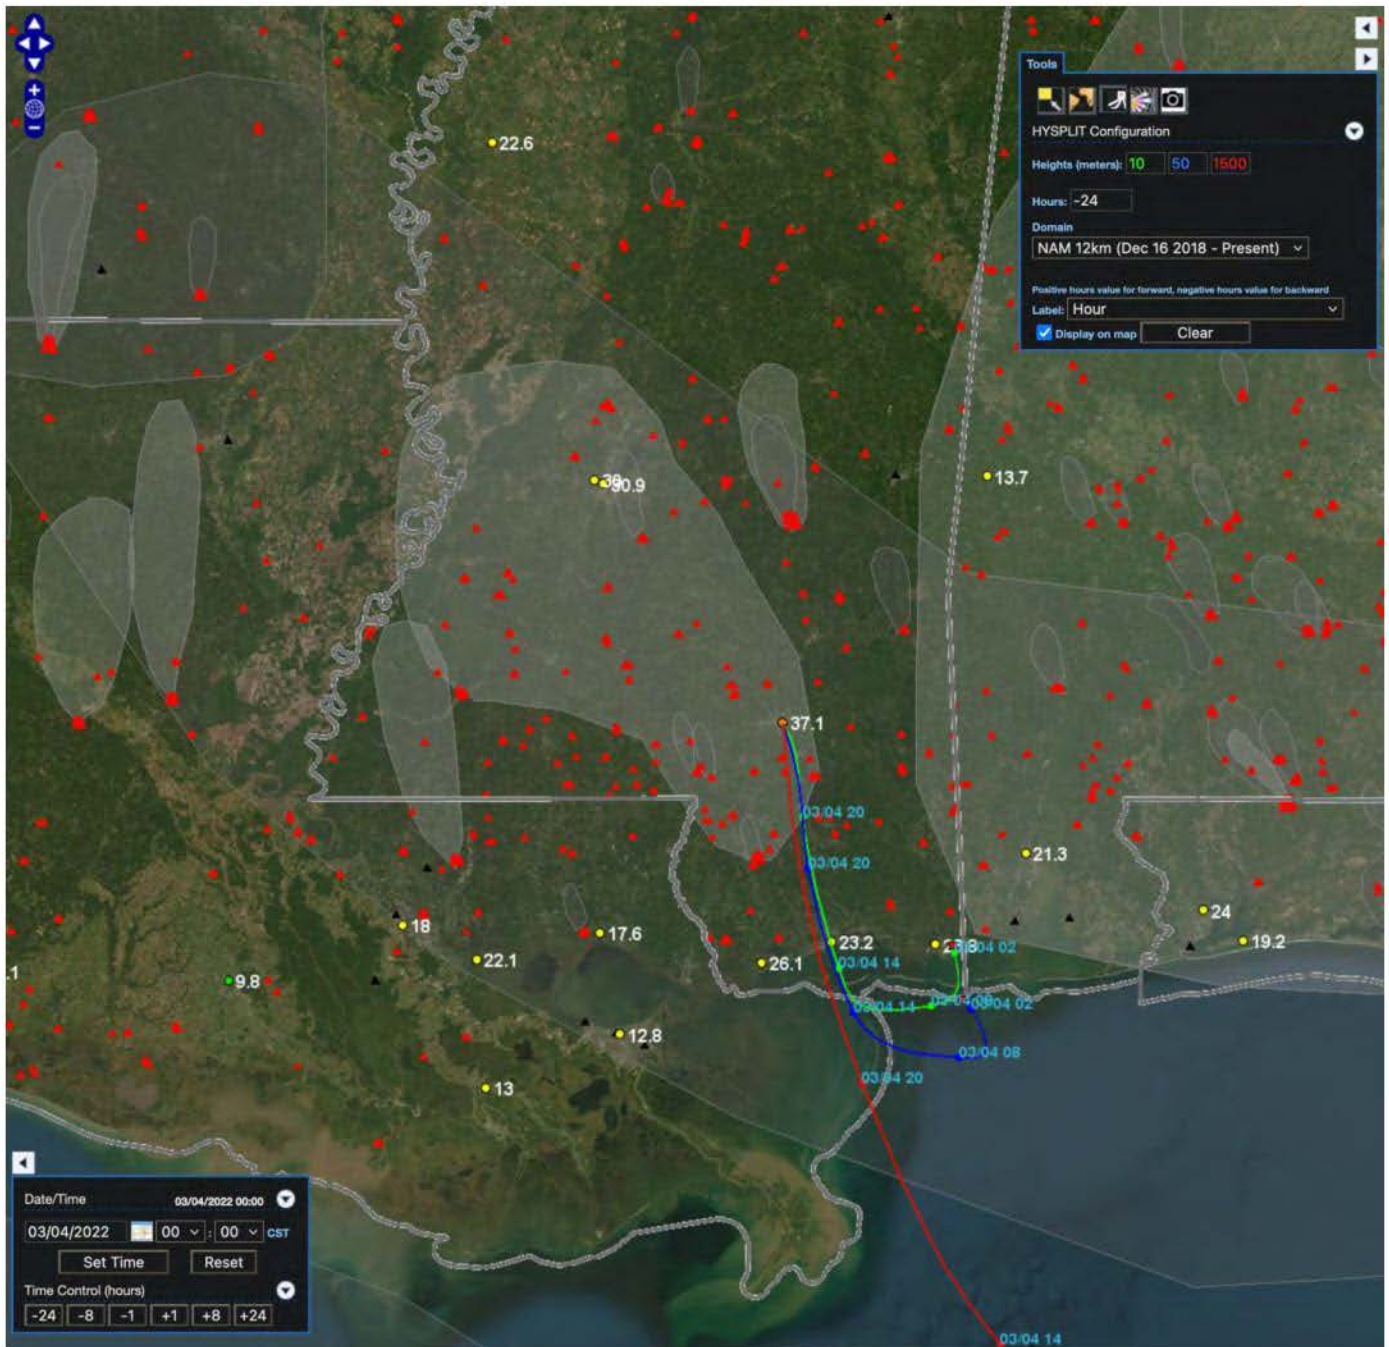 Tools
HYSPLIT Configuration
Heights (meters): 10 50 1500
Hours: -24
Domain
NAM 12km (Dec 16 2018 - Present)
Positive hours value for forward, negative hours value for backward
Label: Hour
Display on map Clear
22.6
30.9
13.7
37.1
03/04 20
03/04 20
21.3
24
18
17.6
23.2
03/04 02
19.2
22.1
26.1
03/04 14
9.8
.1
03/04 14
03/04 02
12.8
03/04 08
03/04 20
13
03/04 14
Date/Time 03/04/2022 00:00
03/04/2022 00 : 00 CST
Set Time Reset
Time Control (hours)
-24 -8 -1 +1 +8 +24